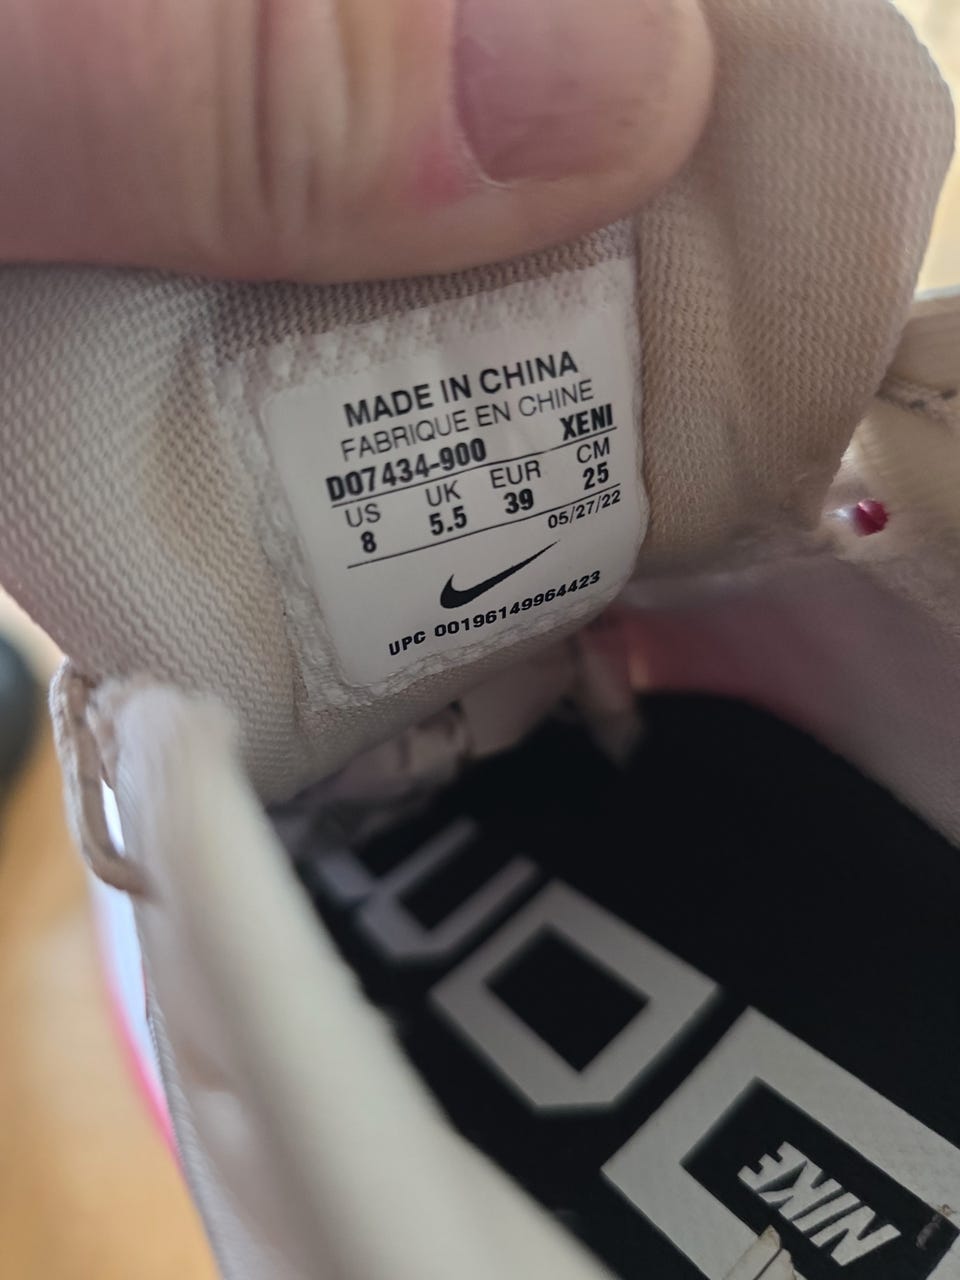 MADE IN CHINA
FABRIQUE EN CHINE
DO7434-900 XENI
US UK EUR CM
8 5.5 39 25
05/27/22
UPC 00196149964423
NIKE